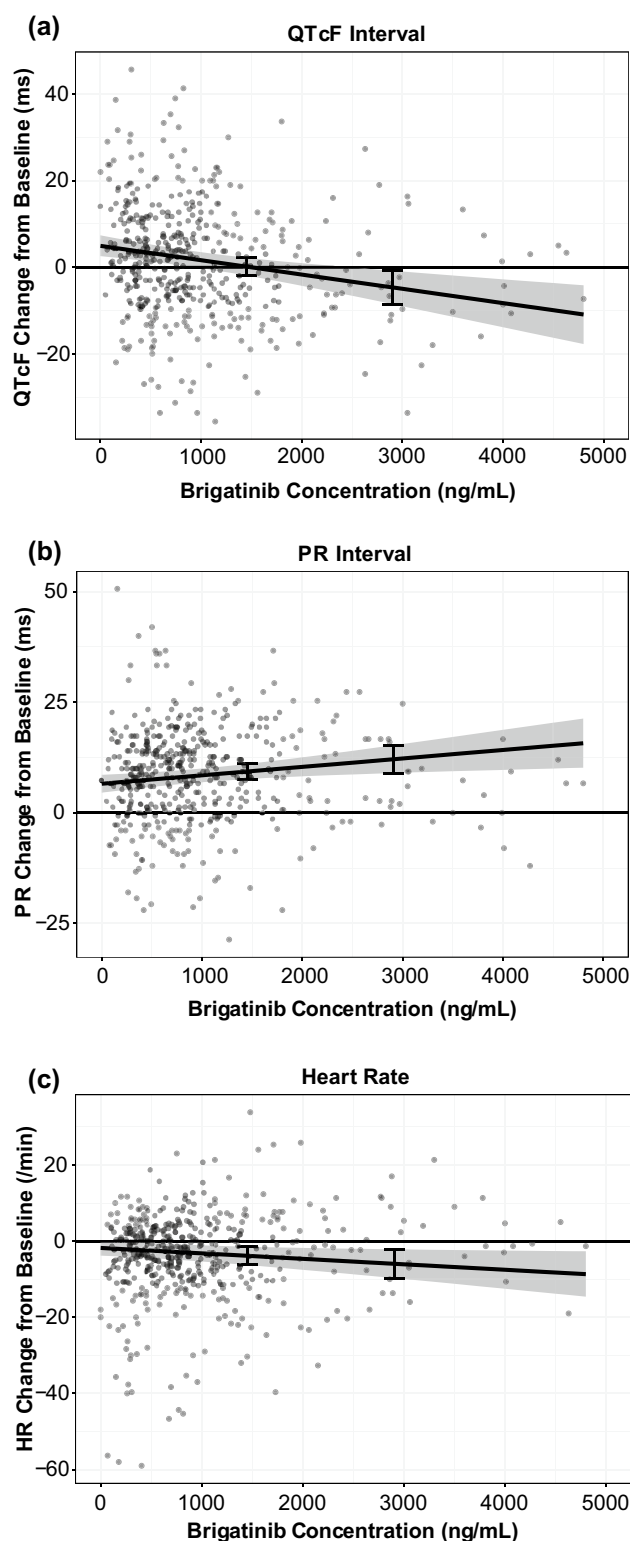 (a)
QTcF Interval
QTcF Change from Baseline (ms)
40
20
0
−20
0 1000 2000 3000 4000 5000
Brigatinib Concentration (ng/mL)
(b)
PR Interval
PR Change from Baseline (ms)
50
25
0
−25
0 1000 2000 3000 4000 5000
Brigatinib Concentration (ng/mL)
(c)
Heart Rate
HR Change from Baseline (/min)
20
0
−20
−40
−60
0 1000 2000 3000 4000 5000
Brigatinib Concentration (ng/mL)